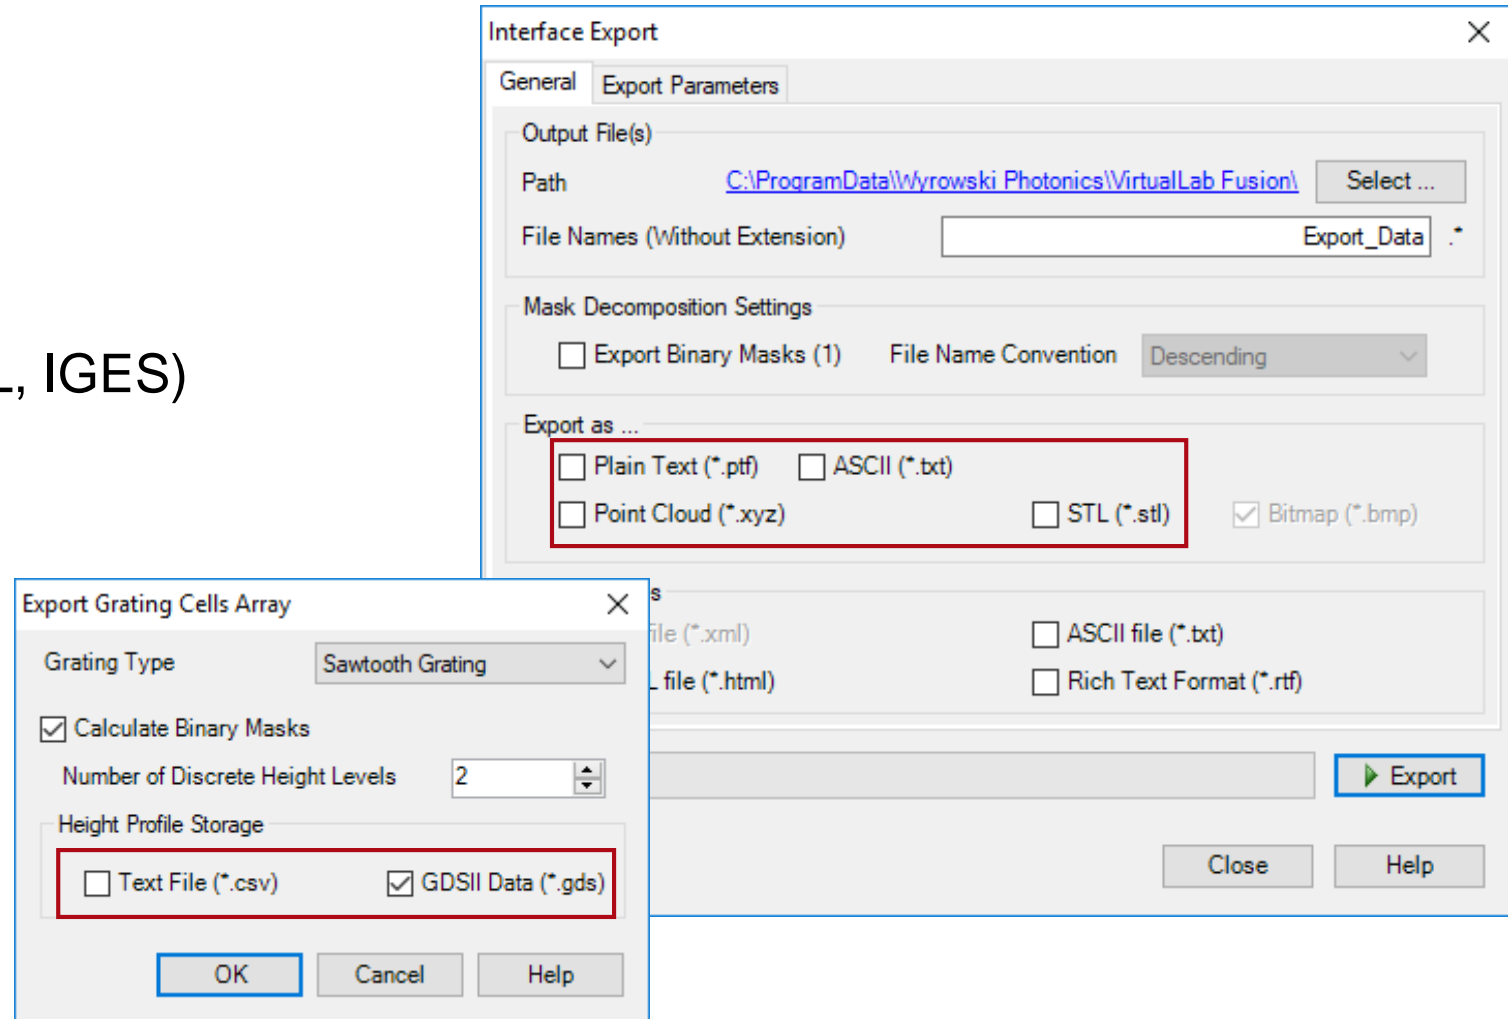 Interface Export
General Export Parameters
Output File(s)
Path C:\ProgramData\Wyrowski Photonics\VirtualLab Fusion\ Select ...
File Names (Without Extension) Export_Data .*
Mask Decomposition Settings
Export Binary Masks (1) File Name Convention Descending
, IGES)
Export as ...
Plain Text (*.ptf) ASCII (*.txt)
Point Cloud (*.xyz) STL (*.stl) Bitmap (*.bmp)
s
file (*.xml) ASCII file (*.txt)
L file (*.html) Rich Text Format (*.rtf)
Export
Close Help
Export Grating Cells Array
Grating Type Sawtooth Grating
Calculate Binary Masks
Number of Discrete Height Levels 2
Height Profile Storage
Text File (*.csv) GDSII Data (*.gds)
OK Cancel Help